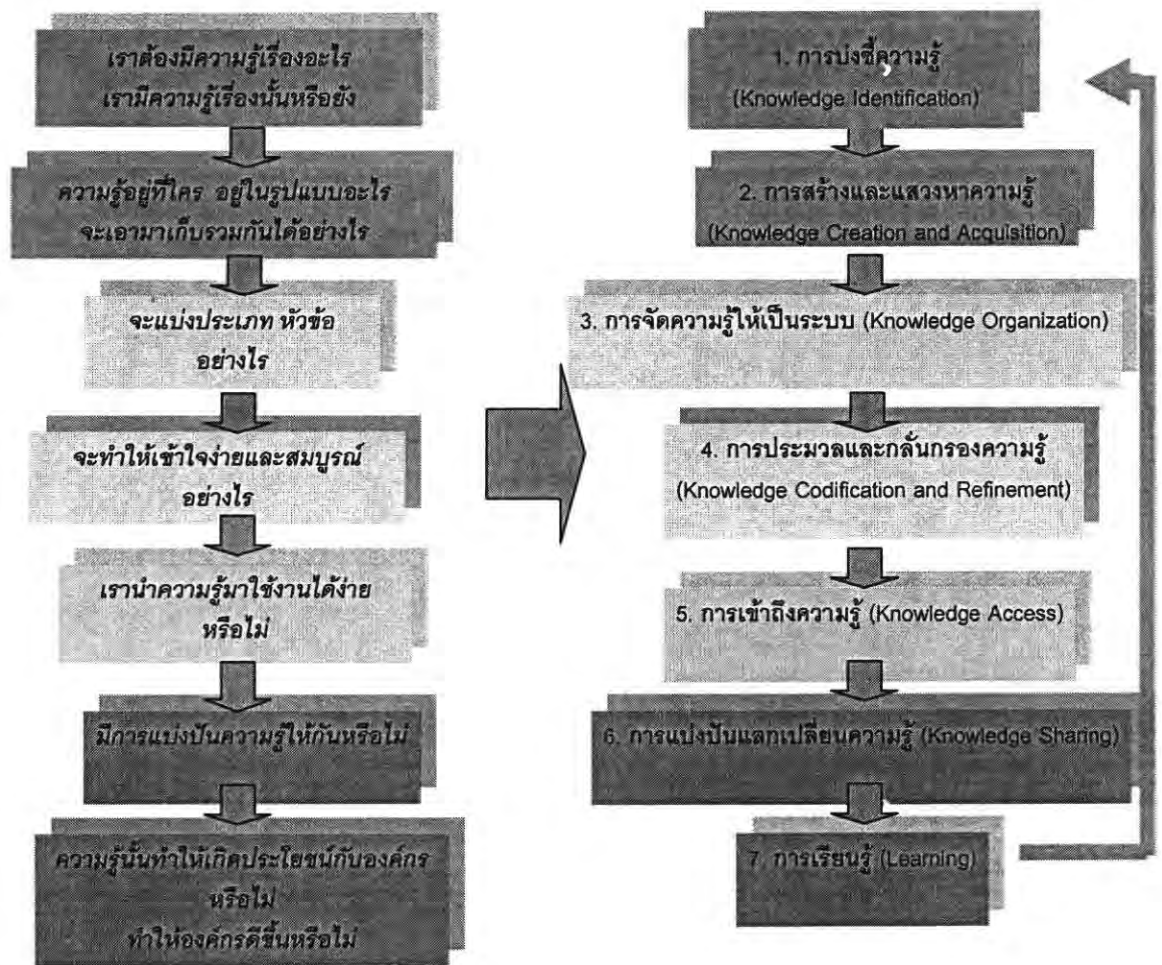 เราต้องมีความรู้เรื่องอะไร
เรามีความรู้เรื่องนั้นหรือยัง
ความรู้อยู่ที่ใคร อยู่ในรูปแบบอะไร
จะเอามาเก็บรวมกันได้อย่างไร
จะแบ่งประเภท หัวข้อ
อย่างไร
จะทำให้เข้าใจง่ายและสมบูรณ์
อย่างไร
เรานำความรู้มาใช้งานได้ง่าย
หรือไม่
มีการแบ่งปันความรู้ให้กันหรือไม่
ความรู้นั้นทำให้เกิดประโยชน์กับองค์กร
หรือไม่
ทำให้องค์กรดีขึ้นหรือไม่
1. การบ่งชี้ความรู้
(Knowledge Identification)
2. การสร้างและแสวงหาความรู้
(Knowledge Creation and Acquisition)
3. การจัดความรู้ให้เป็นระบบ (Knowledge Organization)
4. การประมวลและกลั่นกรองความรู้
(Knowledge Codification and Refinement)
5. การเข้าถึงความรู้ (Knowledge Access)
6. การแบ่งปันแลกเปลี่ยนความรู้ (Knowledge Sharing)
7. การเรียนรู้ (Learning)